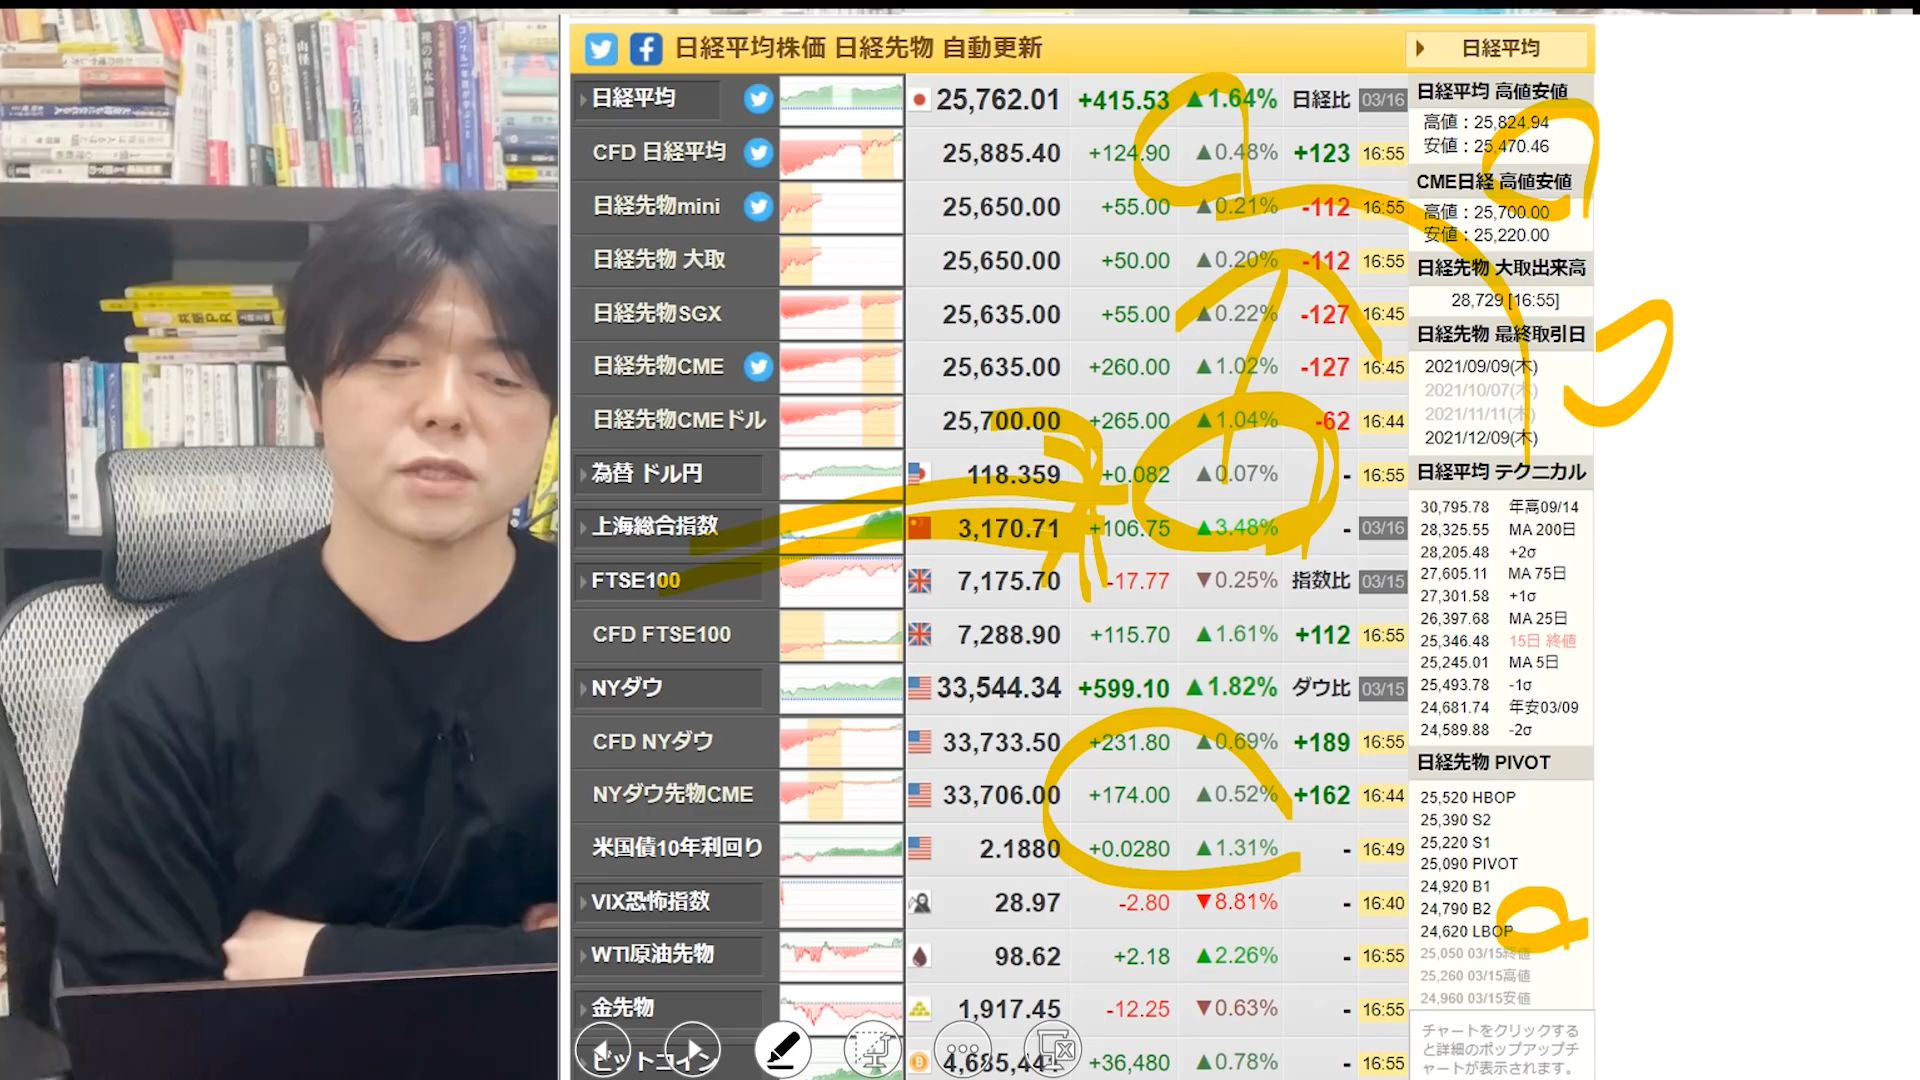 日経平均株価 日経先物 自動更新
日経平均
日経平均 25,762.01 +415.53 ▲1.64% 日経比 03/16
CFD 日経平均 25,885.40 +124.90 ▲0.48% +123 16:55
日経先物mini 25,650.00 +55.00 ▲0.21% -112 16:55
日経先物 大取 25,650.00 +50.00 ▲0.20% -112 16:55
日経先物SGX 25,635.00 +55.00 ▲0.22% -127 16:45
日経先物CME 25,635.00 +260.00 ▲1.02% -127 16:45
日経先物CMEドル 25,700.00 +265.00 ▲1.04% -62 16:44
為替 ドル円 118.359 +0.082 ▲0.07% - 16:55
上海総合指数 3,170.71 +106.75 ▲3.48% - 03/16
FTSE100 7,175.70 -17.77 ▼0.25% 指数比 03/15
CFD FTSE100 7,288.90 +115.70 ▲1.61% +112 16:55
NYダウ 33,544.34 +599.10 ▲1.82% ダウ比 03/15
CFD NYダウ 33,733.50 +231.80 ▲0.69% +189 16:55
NYダウ先物CME 33,706.00 +174.00 ▲0.52% +162 16:44
米国債10年利回り 2.1880 +0.0280 ▲1.31% - 16:49
VIX恐怖指数 28.97 -2.80 ▼8.81% - 16:40
WTI原油先物 98.62 +2.18 ▲2.26% - 16:55
金先物 1,917.45 -12.25 ▼0.63% - 16:55
ビットコイン +36,480 ▲0.78% - 16:55
日経平均 高値安値
高値：25,824.94
安値：25,470.46
CME日経 高値安値
高値：25,700.00
安値：25,220.00
日経先物 大取出来高
28,729 [16:55]
日経先物 最終取引日
2021/09/09(木)
2021/10/07(木)
2021/11/11(木)
2021/12/09(木)
日経平均 テクニカル
30,795.78 年高09/14
28,325.55 MA 200日
28,205.48 +2σ
27,605.11 MA 75日
27,301.58 +1σ
26,397.68 MA 25日
25,346.48 15日 終値
25,245.01 MA 5日
25,493.78 -1σ
24,681.74 年安03/09
24,589.88 -2σ
日経先物 PIVOT
25,520 HBOP
25,390 S2
25,220 S1
25,090 PIVOT
24,920 B1
24,790 B2
24,620 LBOP
25,050 03/15終値
25,260 03/15高値
24,960 03/15安値
チャートをクリックする
と詳細のポップアップチ
ャートが表示されます。